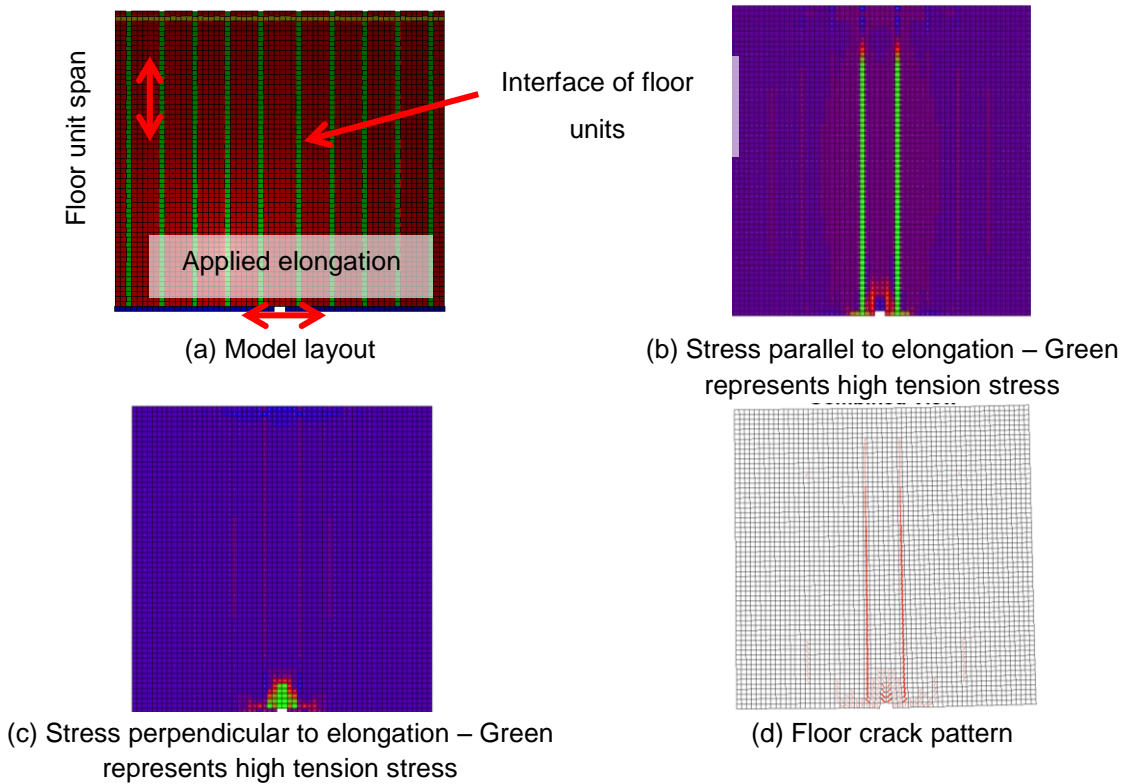 Floor unit span
Interface of floor
units
Applied elongation
(a) Model layout
(b) Stress parallel to elongation – Green
represents high tension stress
(c) Stress perpendicular to elongation – Green
represents high tension stress
(d) Floor crack pattern